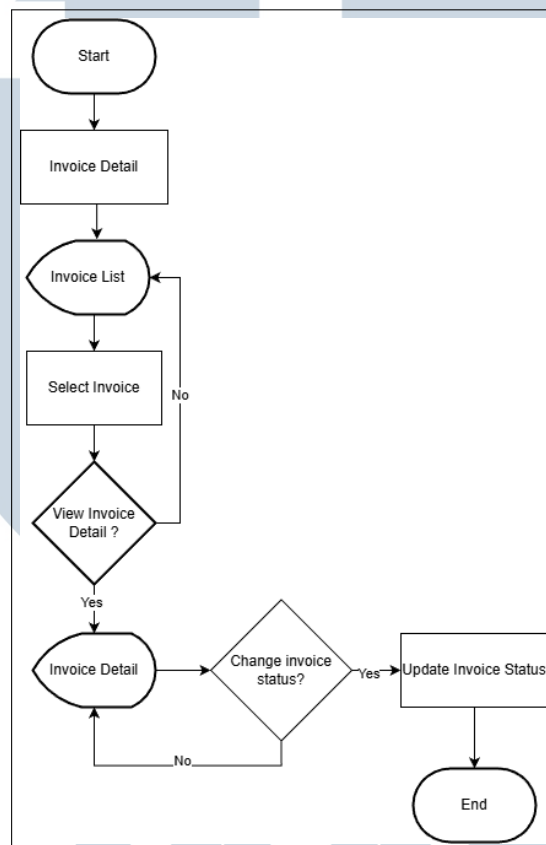 Start
Invoice Detail
Invoice List
Select Invoice
No
View Invoice
Detail ?
Yes
Invoice Detail
Change invoice
status?
Yes
Update Invoice Status
No
End